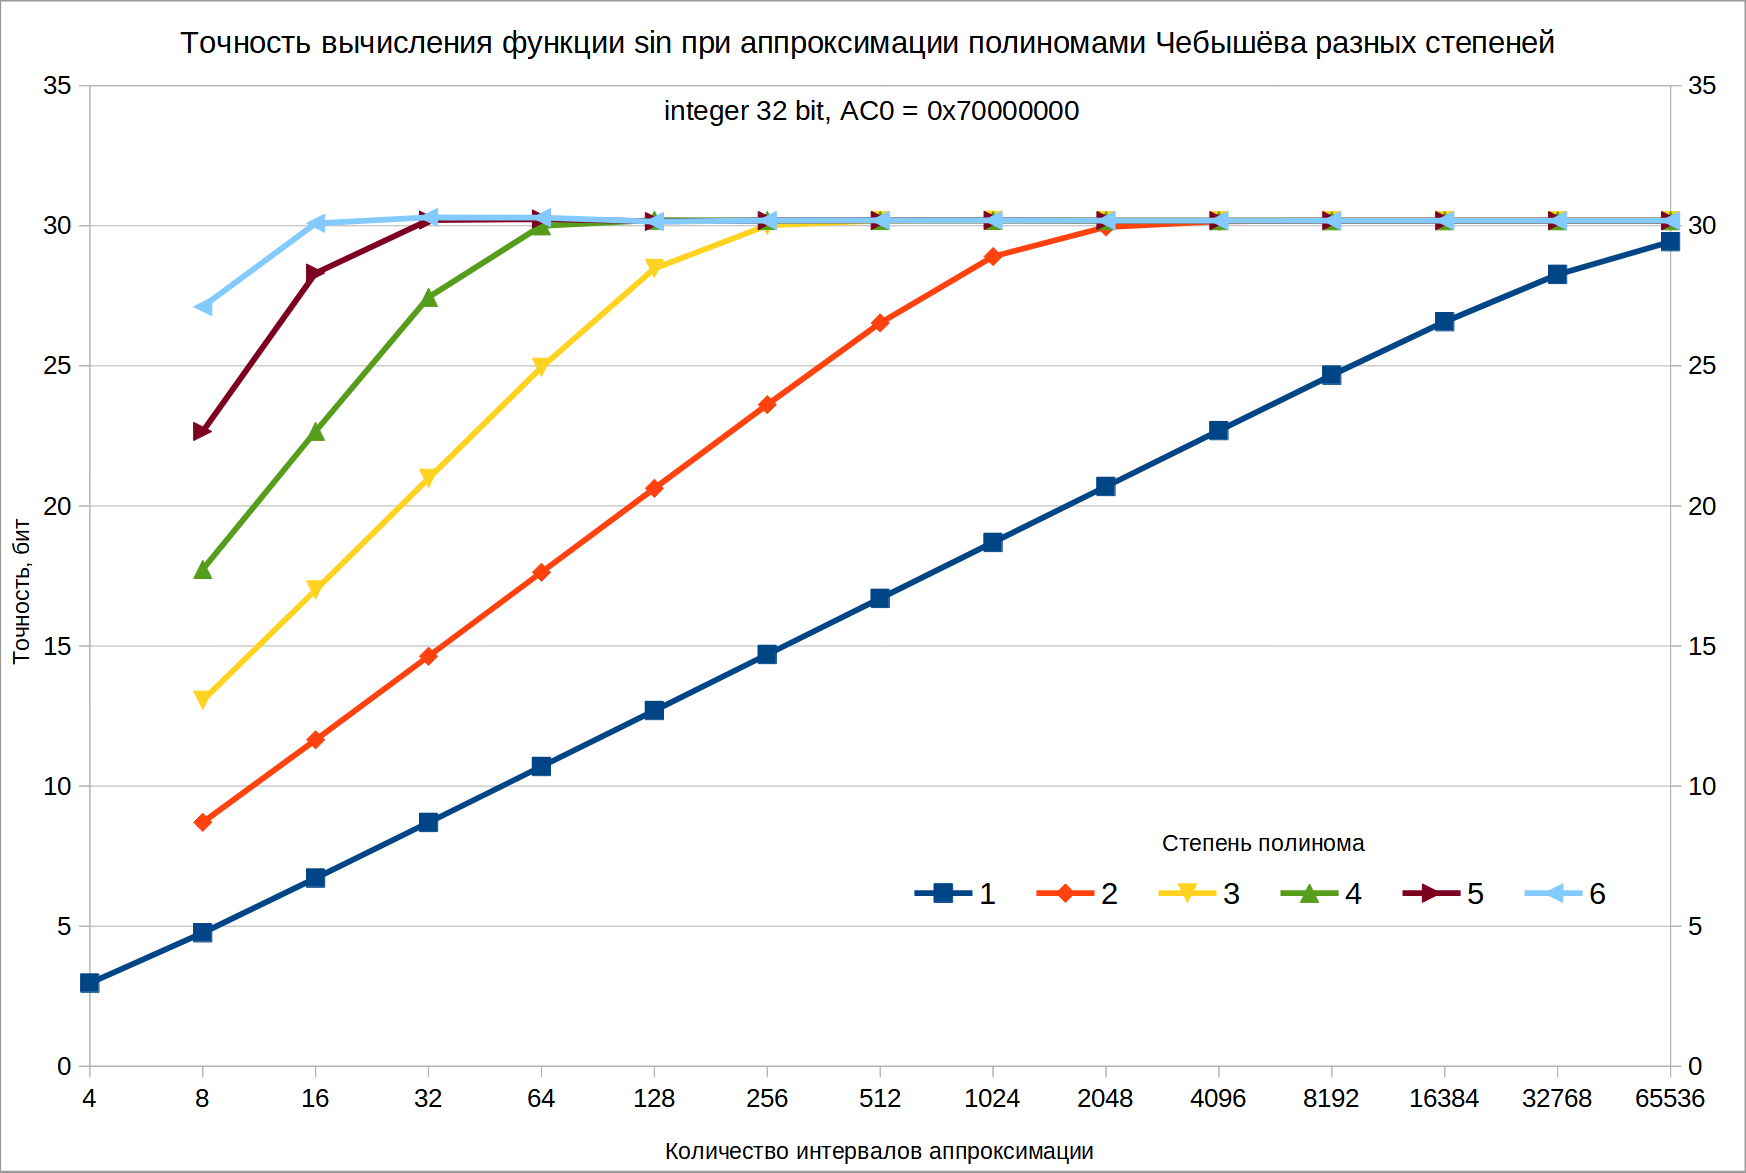 Точность вычисления функции sin при аппроксимации полиномами Чебышёва разных степеней
integer 32 bit, AC0 = 0x70000000
35 35
30 30
25 25
20 20
15 15
10 10
5 5
0 0
Точность, бит
Степень полинома
1 2 3 4 5 6
4 8 16 32 64 128 256 512 1024 2048 4096 8192 16384 32768 65536
Количество интервалов аппроксимации